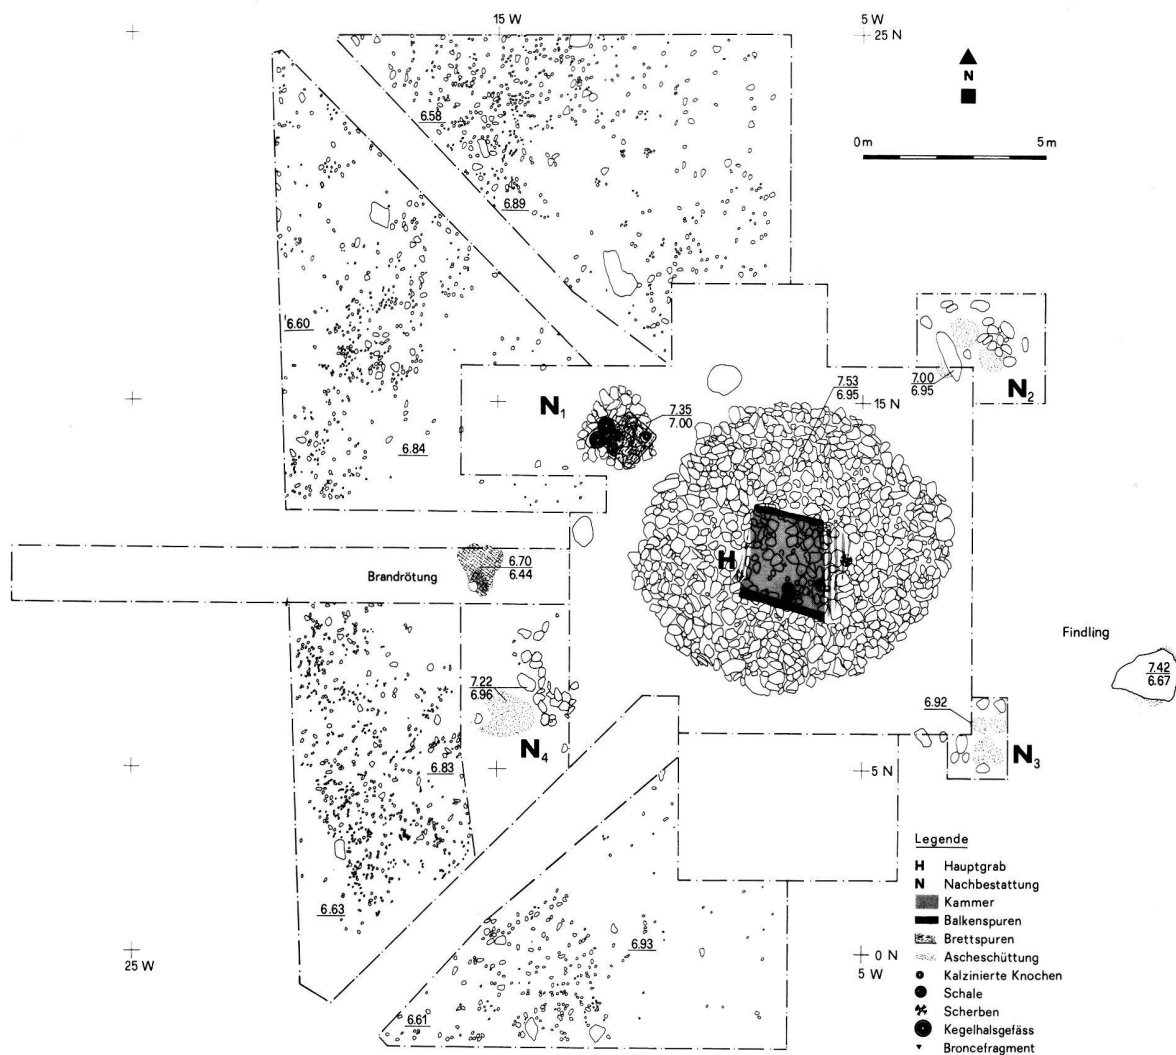 15 W
5 W
25 N
N
0 m
5 m
6.58
6.89
6.60
7.53
6.95
7.00
6.95
15 N
N1
N2
7.35
7.00
6.84
H
6.70
6.44
Brandrötung
Findling
7.42
6.67
7.22
6.96
6.92
N4
N3
6.83
5 N
Legende
H Hauptgrab
N Nachbestattung
Kammer
Balkenspuren
Brettspuren
Ascheschüttung
Kalzinierte Knochen
Schale
Scherben
Kegelhalsgefäss
Broncefragment
6.63
6.93
25 W
0 N
5 W
6.61